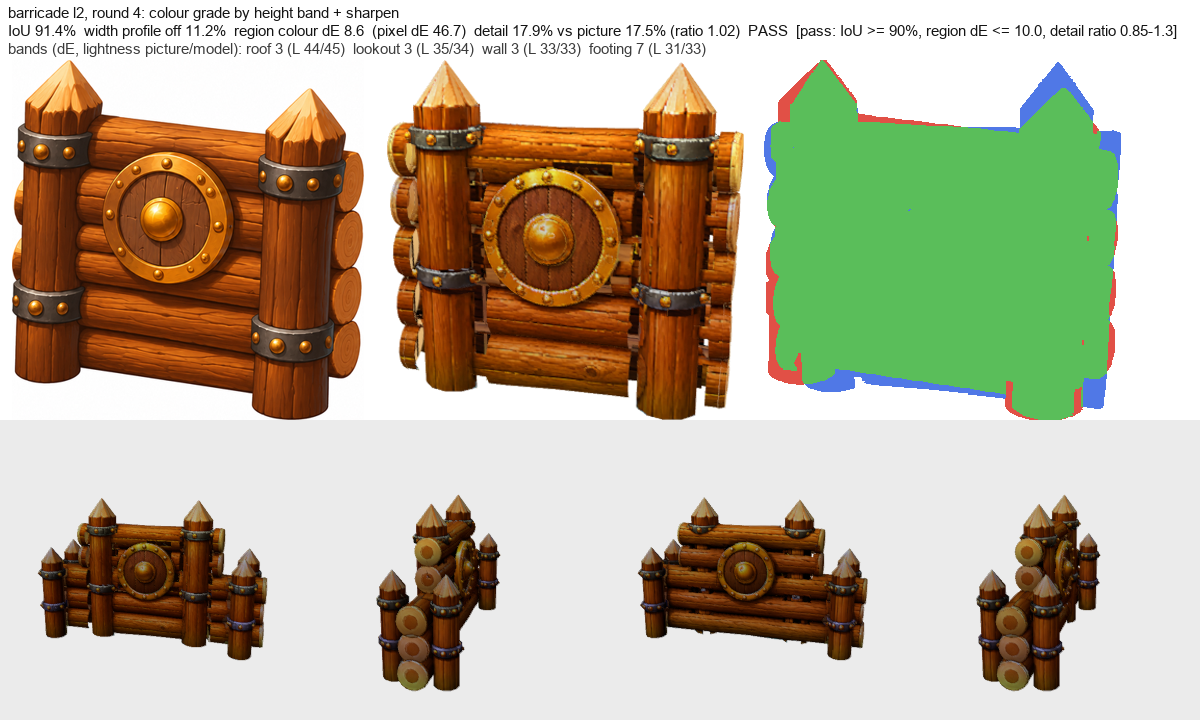 barricade l2, round 4: colour grade by height band + sharpen
IoU 91.4%  width profile off 11.2%  region colour dE 8.6  (pixel dE 46.7)  detail 17.9% vs picture 17.5% (ratio 1.02)  PASS  [pass: IoU >= 90%, region dE <= 10.0, detail ratio 0.85-1.3]
bands (dE, lightness picture/model): roof 3 (L 44/45)  lookout 3 (L 35/34)  wall 3 (L 33/33)  footing 7 (L 31/33)